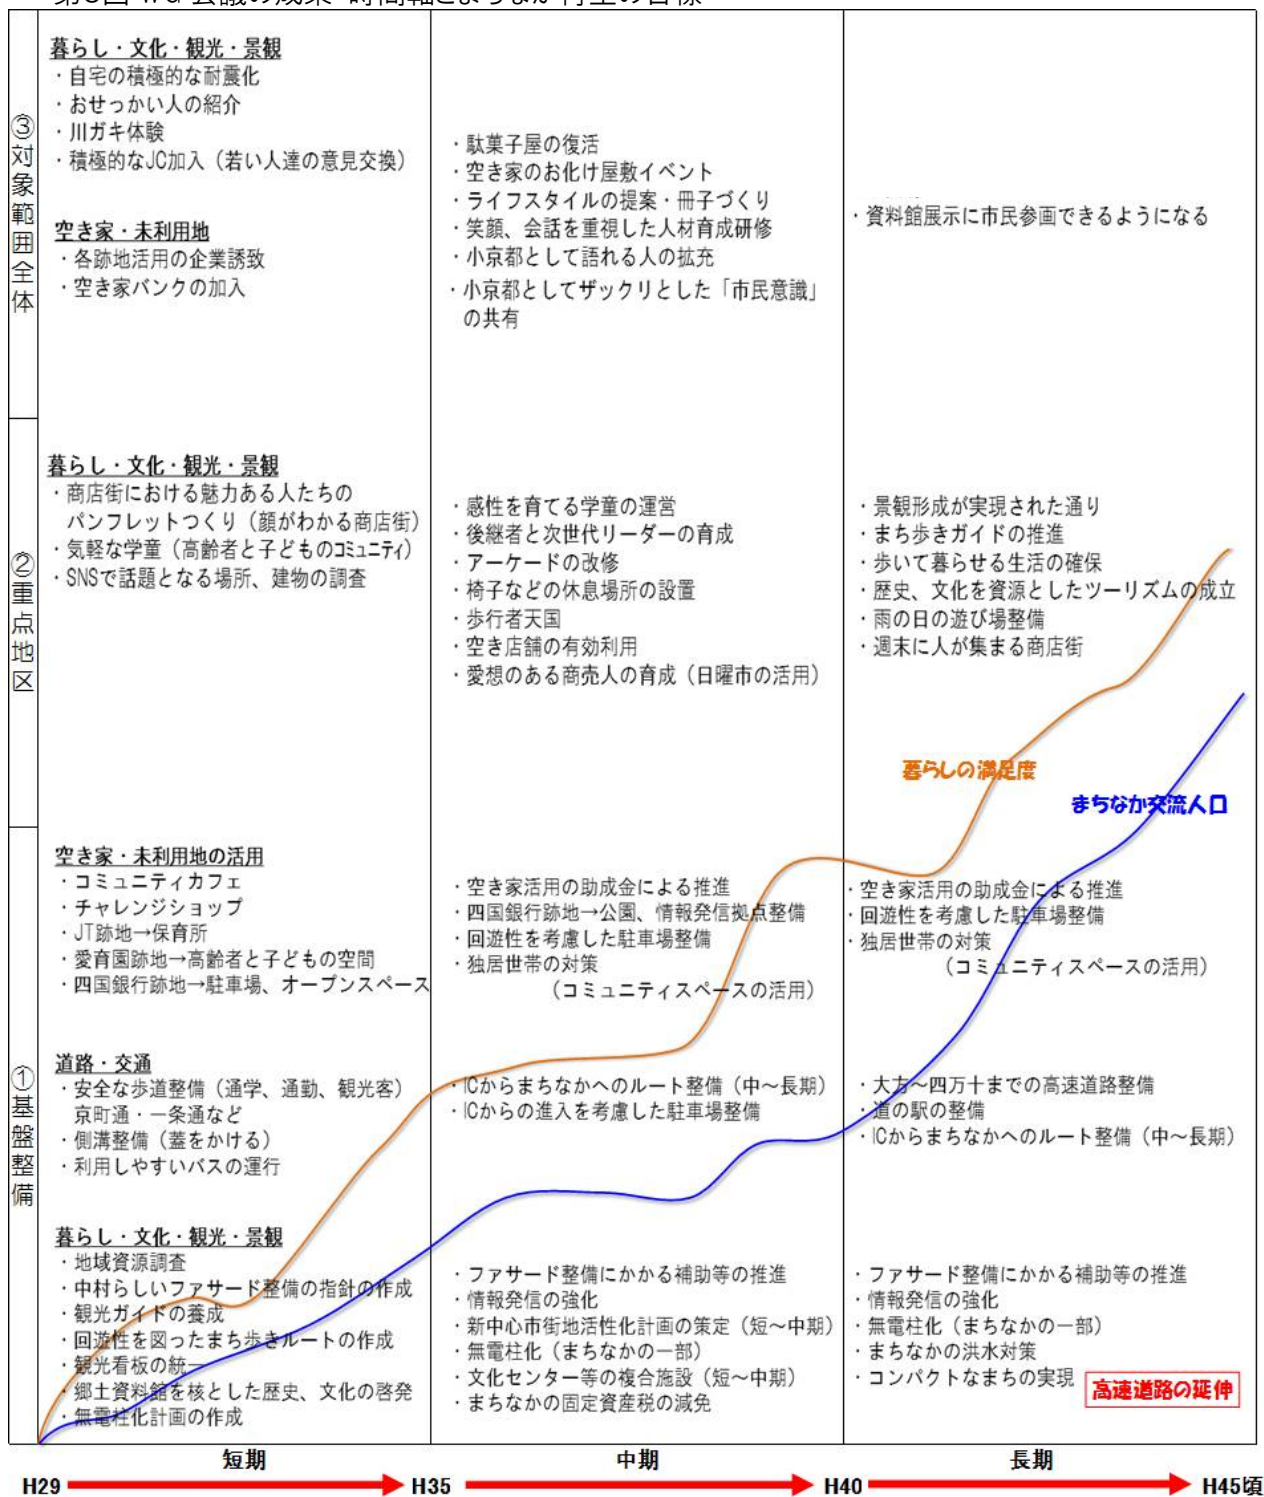 ③対象範囲全体
暮らし・文化・観光・景観
・自宅の積極的な耐震化
・おせっかい人の紹介
・川ガキ体験
・積極的なJC加入（若い人達の意見交換）
空き家・未利用地
・各跡地活用の企業誘致
・空き家バンクの加入
・駄菓子屋の復活
・空き家のお化け屋敷イベント
・ライフスタイルの提案・冊子づくり
・笑顔、会話を重視した人材育成研修
・小京都として語れる人の拡充
・小京都としてザックリとした「市民意識」
の共有
・資料館展示に市民参画できるようになる
②重点地区
暮らし・文化・観光・景観
・商店街における魅力ある人たちの
パンフレットつくり（顔がわかる商店街）
・気軽な学童（高齢者と子どものコミュニティ）
・SNSで話題となる場所、建物の調査
・感性を育てる学童の運営
・後継者と次世代リーダーの育成
・アーケードの改修
・椅子などの休息場所の設置
・歩行者天国
・空き店舗の有効利用
・愛想のある商売人の育成（日曜市の活用）
・景観形成が実現された通り
・まち歩きガイドの推進
・歩いて暮らせる生活の確保
・歴史、文化を資源としたツーリズムの成立
・雨の日の遊び場整備
・週末に人が集まる商店街
暮らしの満足度
まちなか交流人口
①基盤整備
空き家・未利用地の活用
・コミュニティカフェ
・チャレンジショップ
・JT跡地→保育所
・愛育園跡地→高齢者と子どもの空間
・四国銀行跡地→駐車場、オープンスペース
・空き家活用の助成金による推進
・四国銀行跡地→公園、情報発信拠点整備
・回遊性を考慮した駐車場整備
・独居世帯の対策
（コミュニティスペースの活用）
・空き家活用の助成金による推進
・回遊性を考慮した駐車場整備
・独居世帯の対策
（コミュニティスペースの活用）
道路・交通
・安全な歩道整備（通学、通勤、観光客）
京町通・一条通など
・側溝整備（蓋をかける）
・利用しやすいバスの運行
・ICからまちなかへのルート整備（中～長期）
・ICからの進入を考慮した駐車場整備
・大方～四万十までの高速道路整備
・道の駅の整備
・ICからまちなかへのルート整備（中～長期）
暮らし・文化・観光・景観
・地域資源調査
・中村らしいファサード整備の指針の作成
・観光ガイドの養成
・回遊性を図ったまち歩きルートの作成
・観光看板の統一
・郷土資料館を核とした歴史、文化の啓発
・無電柱化計画の作成
・ファサード整備にかかる補助等の推進
・情報発信の強化
・新中心市街地活性化計画の策定（短～中期）
・無電柱化（まちなかの一部）
・文化センター等の複合施設（短～中期）
・まちなかの固定資産税の減免
・ファサード整備にかかる補助等の推進
・情報発信の強化
・無電柱化（まちなかの一部）
・まちなかの洪水対策
・コンパクトなまちの実現
高速道路の延伸
短期
中期
長期
H29
H35
H40
H45頃